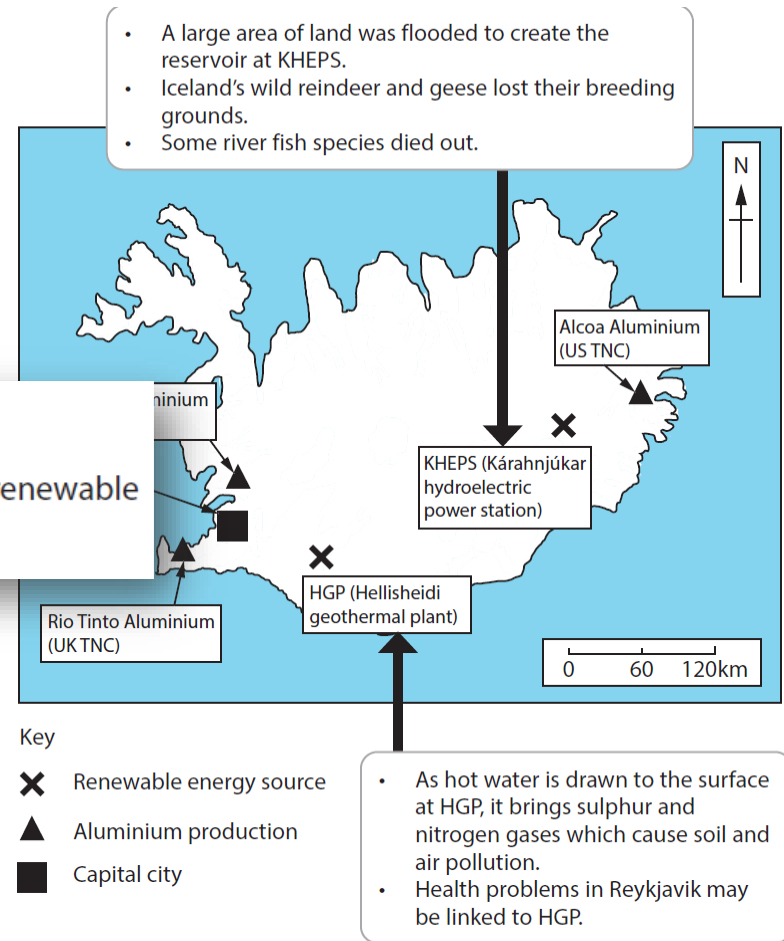 • A large area of land was flooded to create the
reservoir at KHEPS.
• Iceland's wild reindeer and geese lost their breeding
grounds.
• Some river fish species died out.
N
Alcoa Aluminium
(US TNC)
KHEPS (Kárahnjúkar
hydroelectric
power station)
HGP (Hellisheidi
geothermal plant)
Rio Tinto Aluminium
(UK TNC)
0 60 120km
Key
Renewable energy source
Aluminium production
Capital city
• As hot water is drawn to the surface
at HGP, it brings sulphur and
nitrogen gases which cause soil and
air pollution.
• Health problems in Reykjavik may
be linked to HGP.